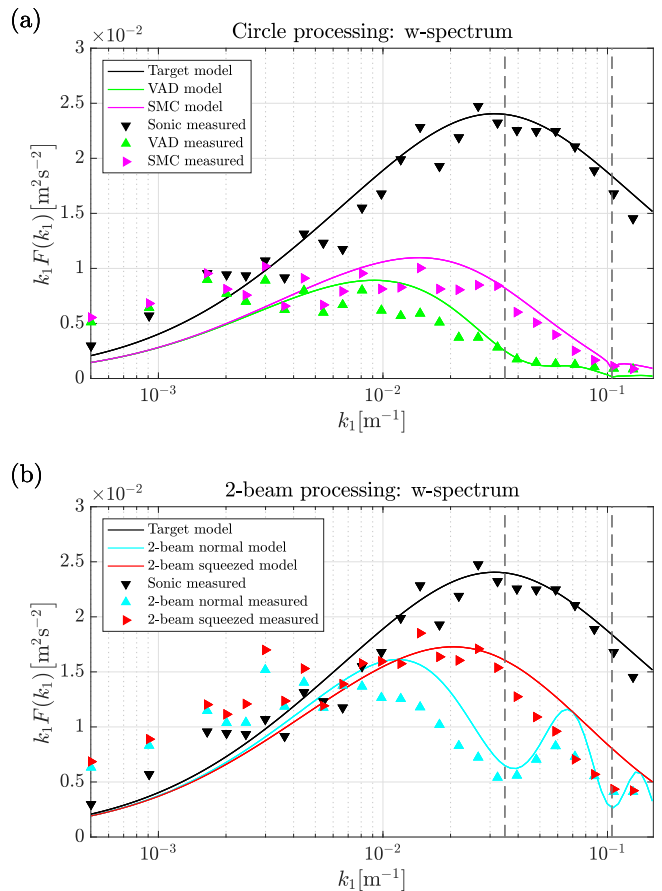 (a)
Circle processing: w-spectrum
×10⁻²
3
2.5
2
1.5
1
0.5
0
k₁F(k₁)[m²s⁻²]
Target model
VAD model
SMC model
Sonic measured
VAD measured
SMC measured
10⁻³ 10⁻² 10⁻¹
k₁[m⁻¹]
(b)
2-beam processing: w-spectrum
×10⁻²
3
2.5
2
1.5
1
0.5
0
k₁F(k₁)[m²s⁻²]
Target model
2-beam normal model
2-beam squeezed model
Sonic measured
2-beam normal measured
2-beam squeezed measured
10⁻³ 10⁻² 10⁻¹
k₁[m⁻¹]